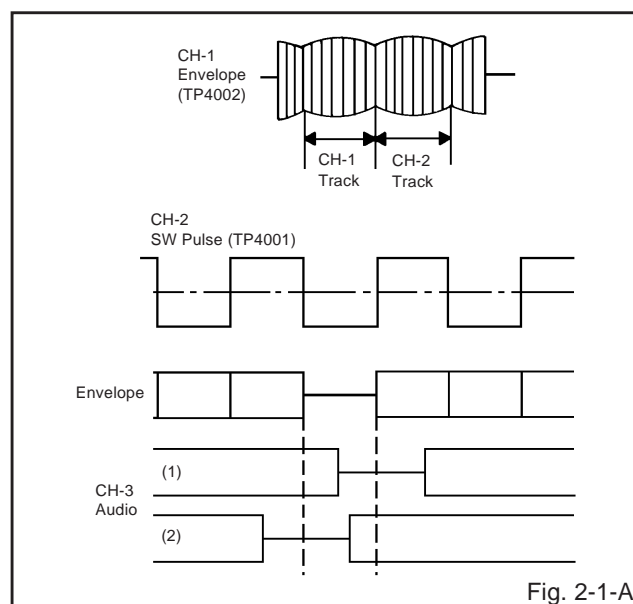 CH-1
Envelope
(TP4002)
CH-1
Track
CH-2
Track
CH-2
SW Pulse (TP4001)
Envelope
CH-3
Audio
(1)
(2)
Fig. 2-1-A